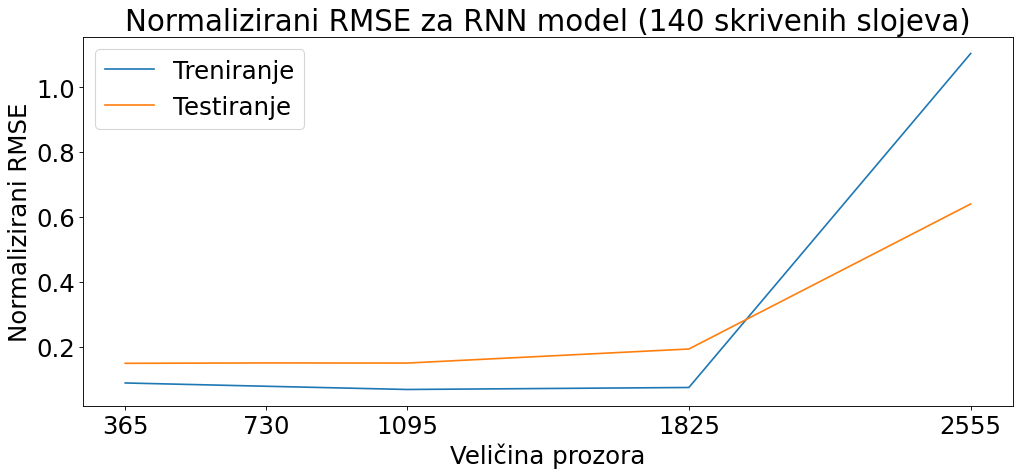 Normalizirani RMSE za RNN model (140 skrivenih slojeva)
Treniranje
Testiranje
Normalizirani RMSE
1.0
0.8
0.6
0.4
0.2
365 730 1095 1825 2555
Veličina prozora